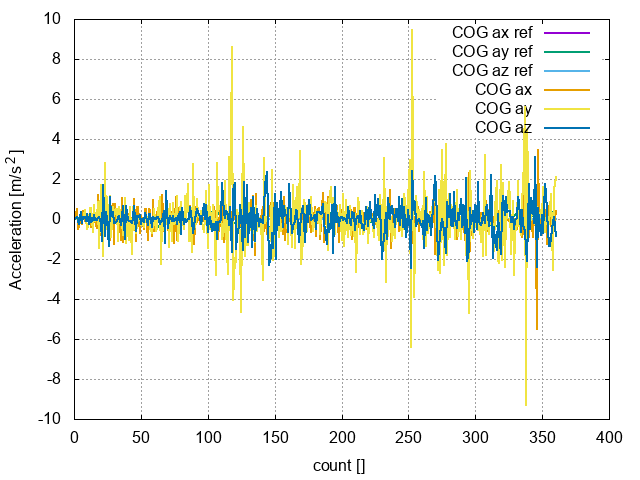 10
8
6
4
2
0
-2
-4
-6
-8
-10
Acceleration [m/s²]
COG ax ref
COG ay ref
COG az ref
COG ax
COG ay
COG az
0 50 100 150 200 250 300 350 400
count []